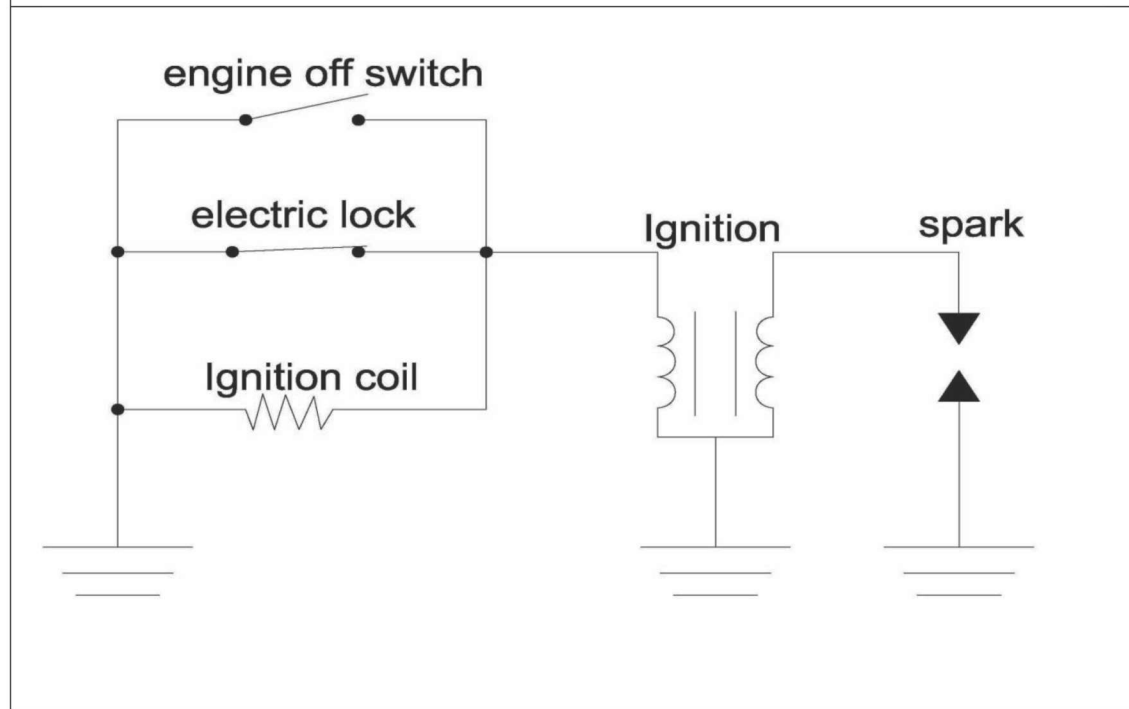 engine off switch
electric lock
Ignition
spark
Ignition coil